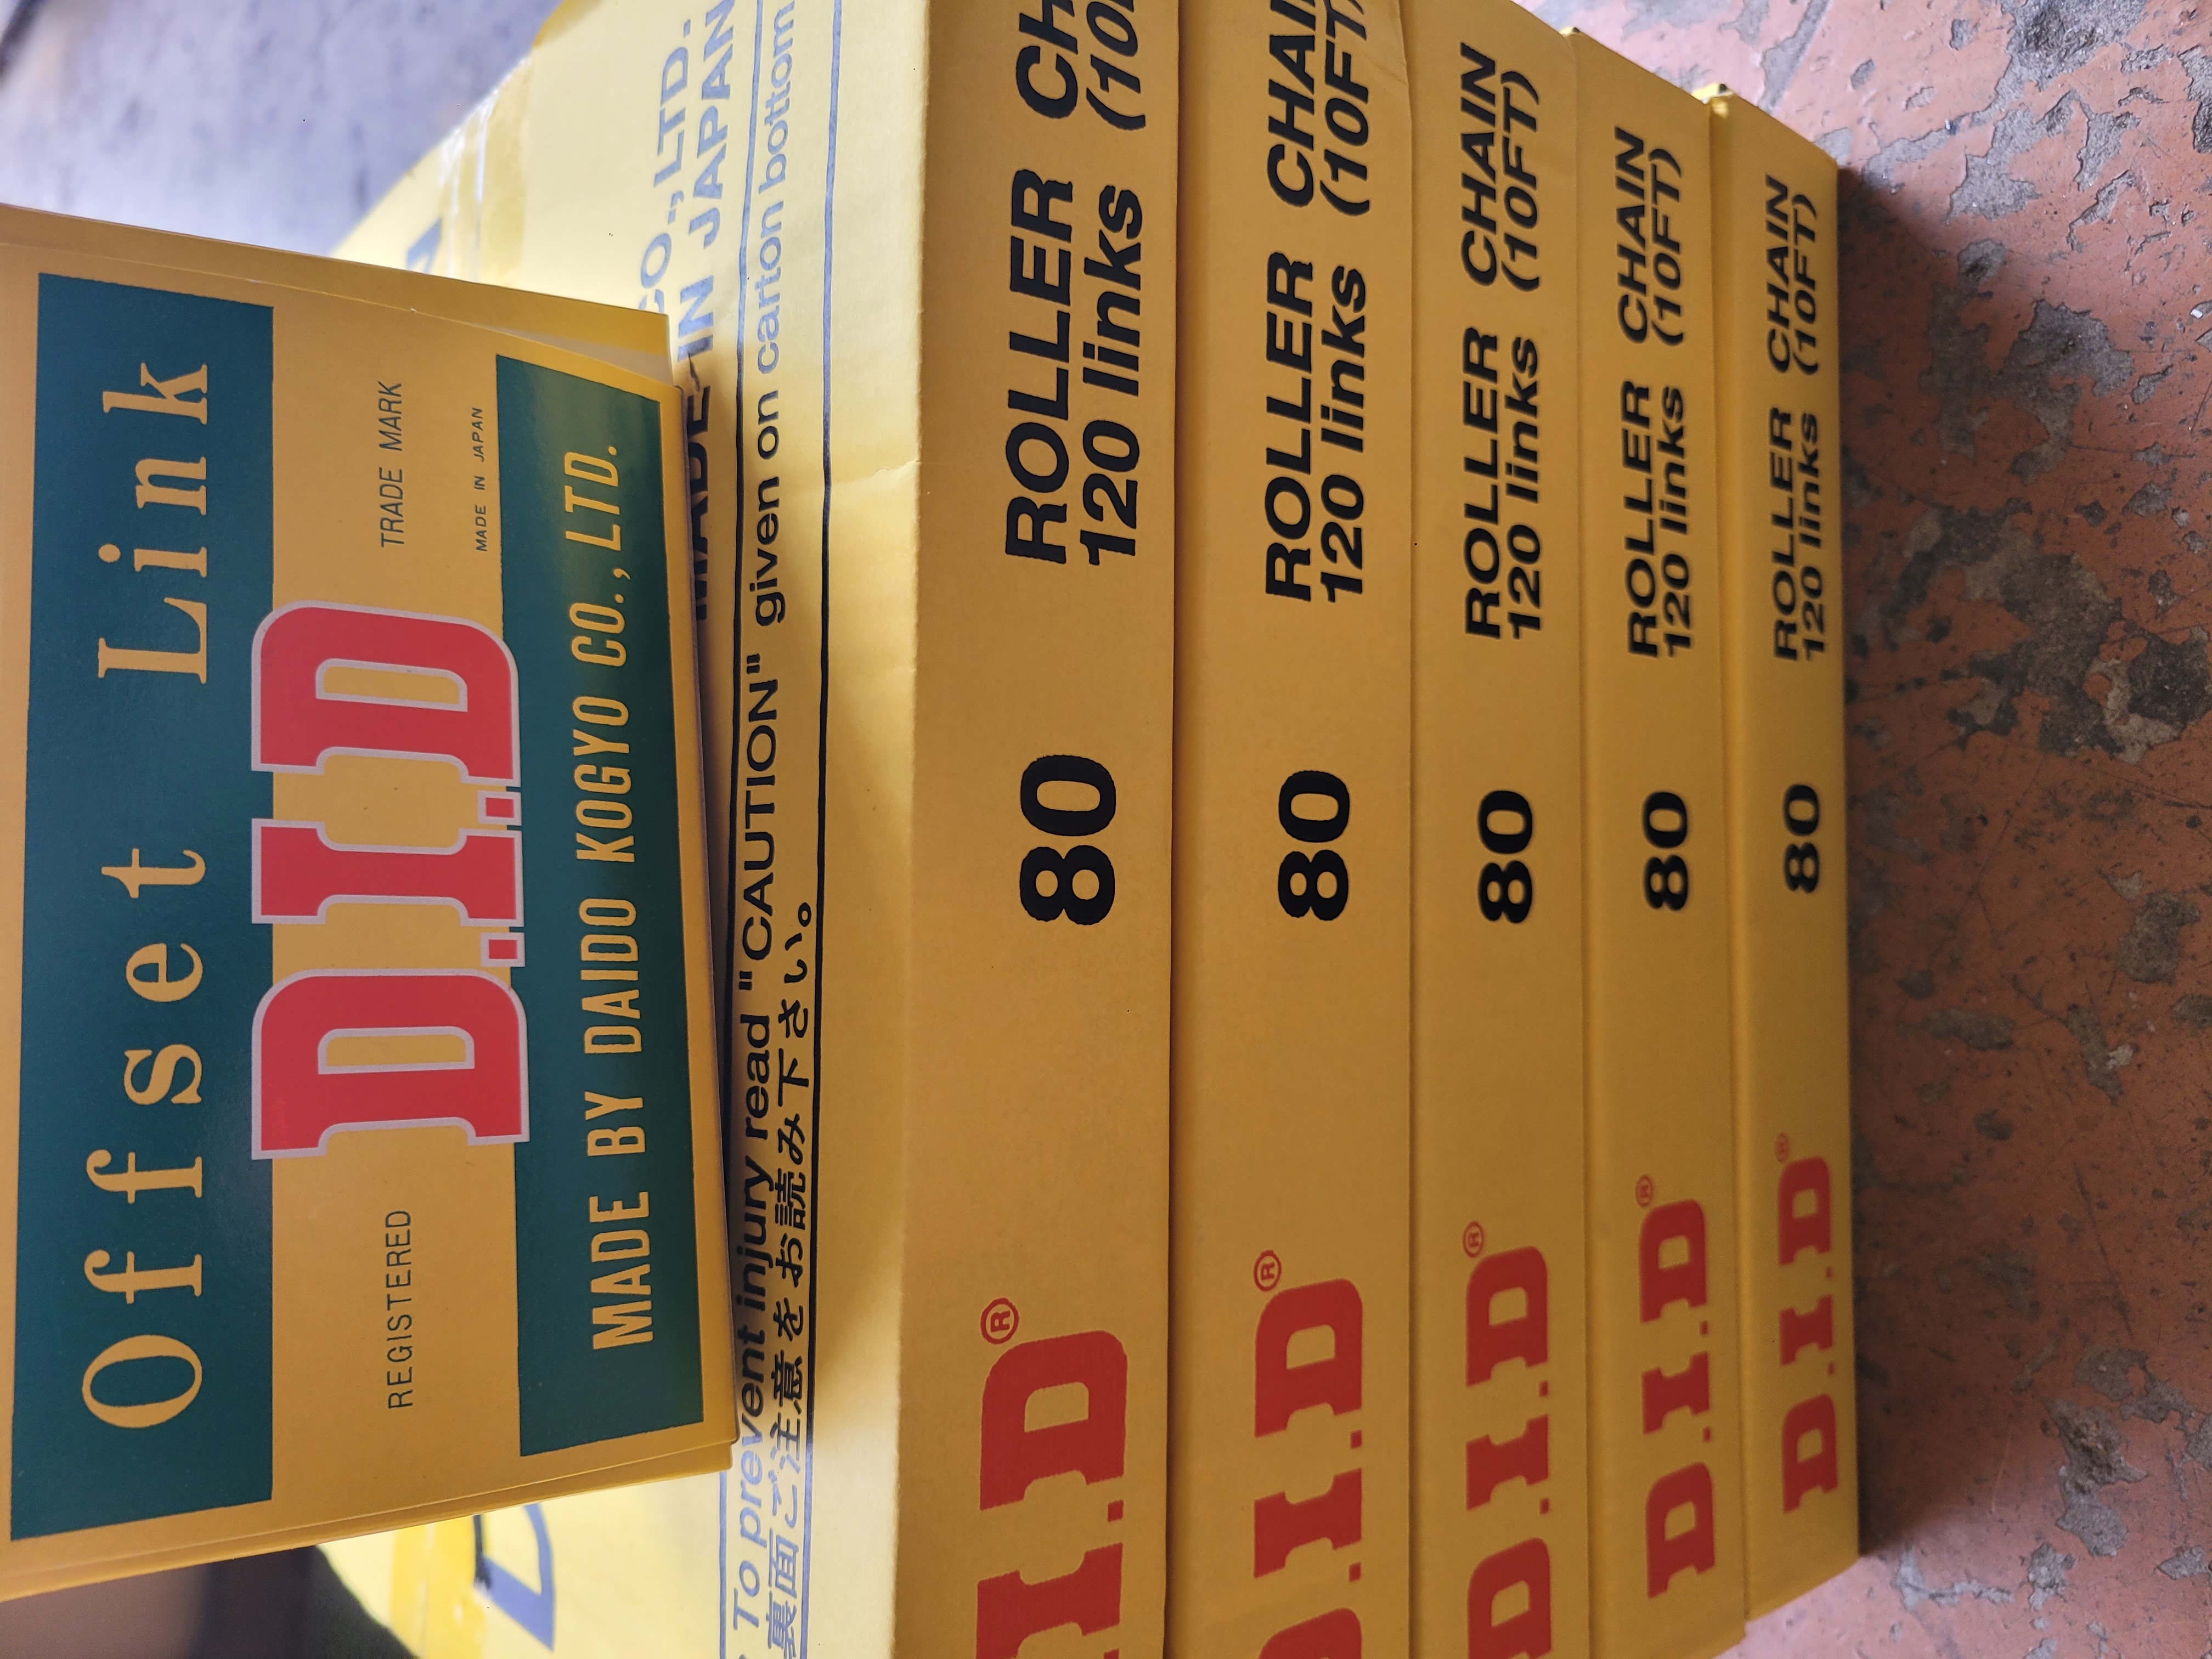 Offset Link
REGISTERED
D.I.D
TRADE MARK
MADE IN JAPAN
MADE BY DAIDO KOGYO CO., LTD.
CO., LTD.
MADE IN JAPAN
To prevent injury read "CAUTION" given on carton bottom
裏面ご注意をお読み下さい。
D.I.D® 80 ROLLER
120 links
D.I.D® 80 ROLLER CHAIN
120 links (10FT)
D.I.D® 80 ROLLER CHAIN
120 links (10FT)
D.I.D® 80 ROLLER CHAIN
120 links (10FT)
D.I.D® 80 ROLLER CHAIN
120 links (10FT)